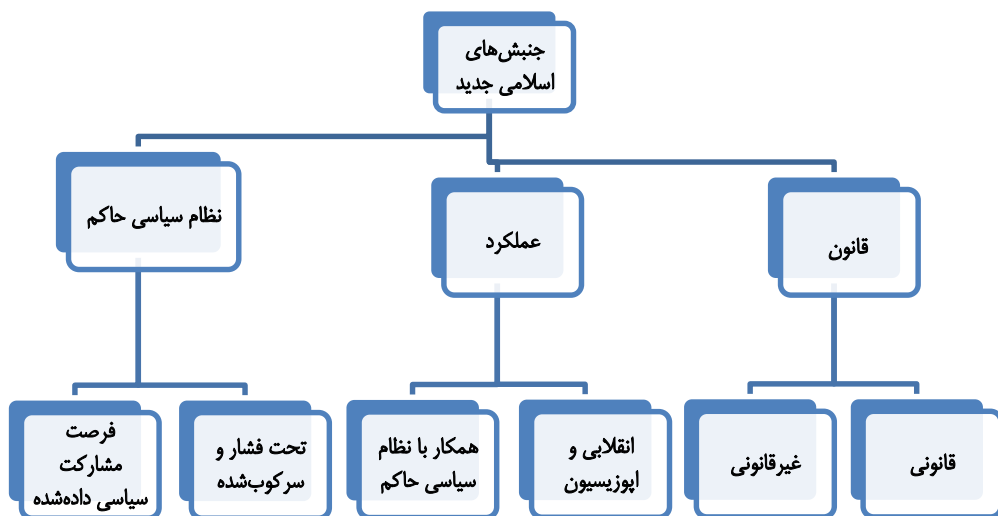 جنبش‌های
اسلامی جدید
قانون
عملکرد
نظام سیاسی حاکم
قانونی
غیرقانونی
انقلابی و
اپوزیسیون
همکار با نظام
سیاسی حاکم
تحت فشار و
سرکوب‌شده
فرصت
مشارکت
سیاسی داده‌شده